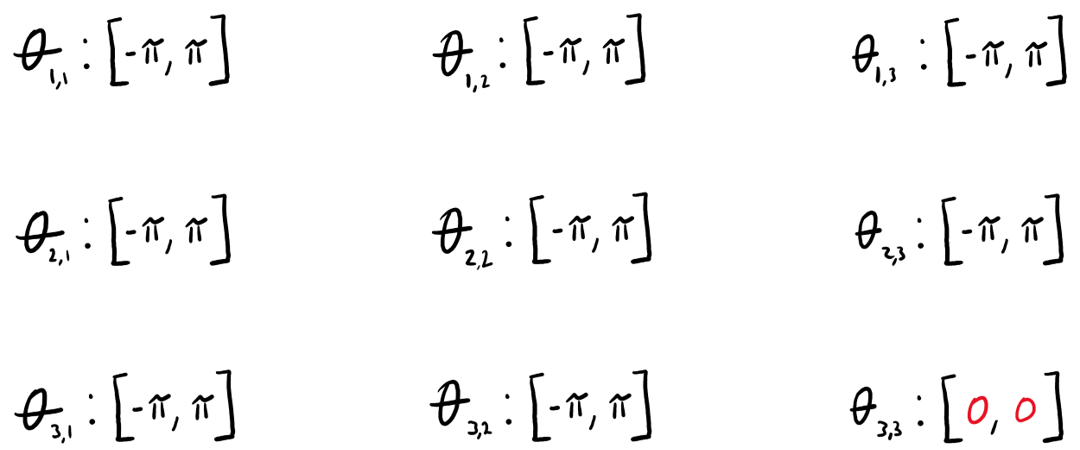 θ₁,₁ : [-π, π] θ₁,₂ : [-π, π] θ₁,₃ : [-π, π]
θ₂,₁ : [-π, π] θ₂,₂ : [-π, π] θ₂,₃ : [-π, π]
θ₃,₁ : [-π, π] θ₃,₂ : [-π, π] θ₃,₃ : [0, 0]